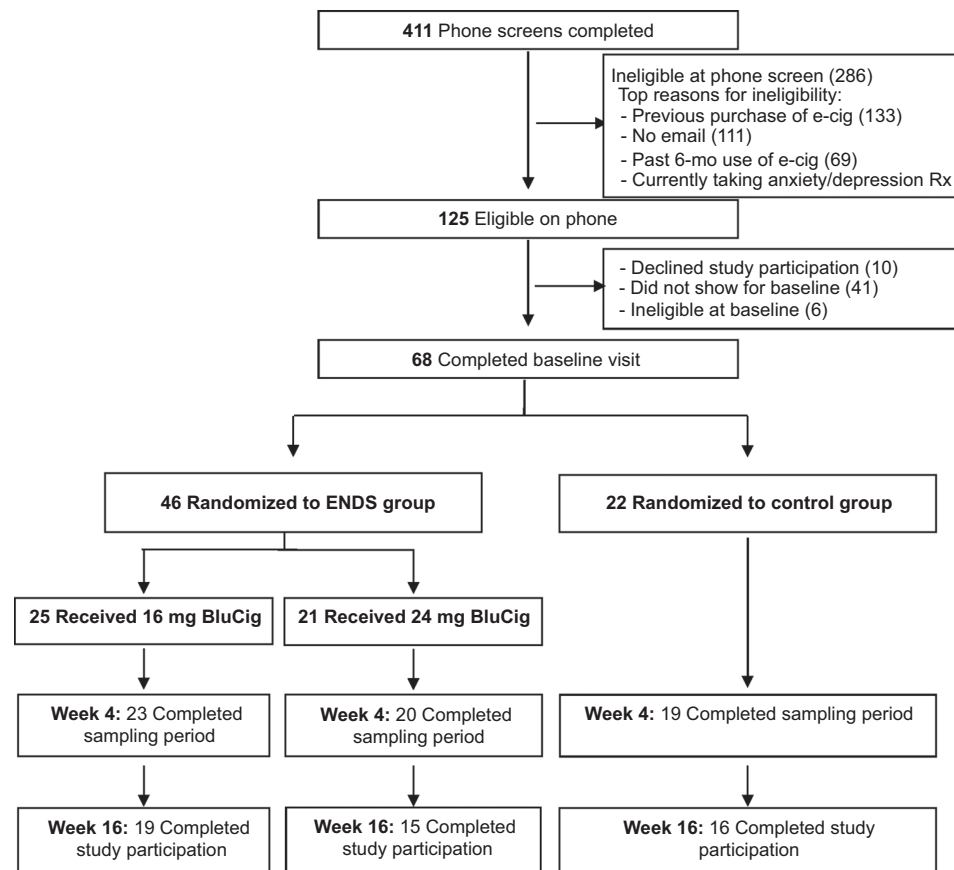 411 Phone screens completed
Ineligible at phone screen (286)
Top reasons for ineligibility:
- Previous purchase of e-cig (133)
- No email (111)
- Past 6-mo use of e-cig (69)
- Currently taking anxiety/depression Rx
125 Eligible on phone
- Declined study participation (10)
- Did not show for baseline (41)
- Ineligible at baseline (6)
68 Completed baseline visit
46 Randomized to ENDS group
22 Randomized to control group
25 Received 16 mg BluCig
21 Received 24 mg BluCig
Week 4: 23 Completed
sampling period
Week 4: 20 Completed
sampling period
Week 4: 19 Completed sampling period
Week 16: 19 Completed
study participation
Week 16: 15 Completed
study participation
Week 16: 16 Completed study
participation